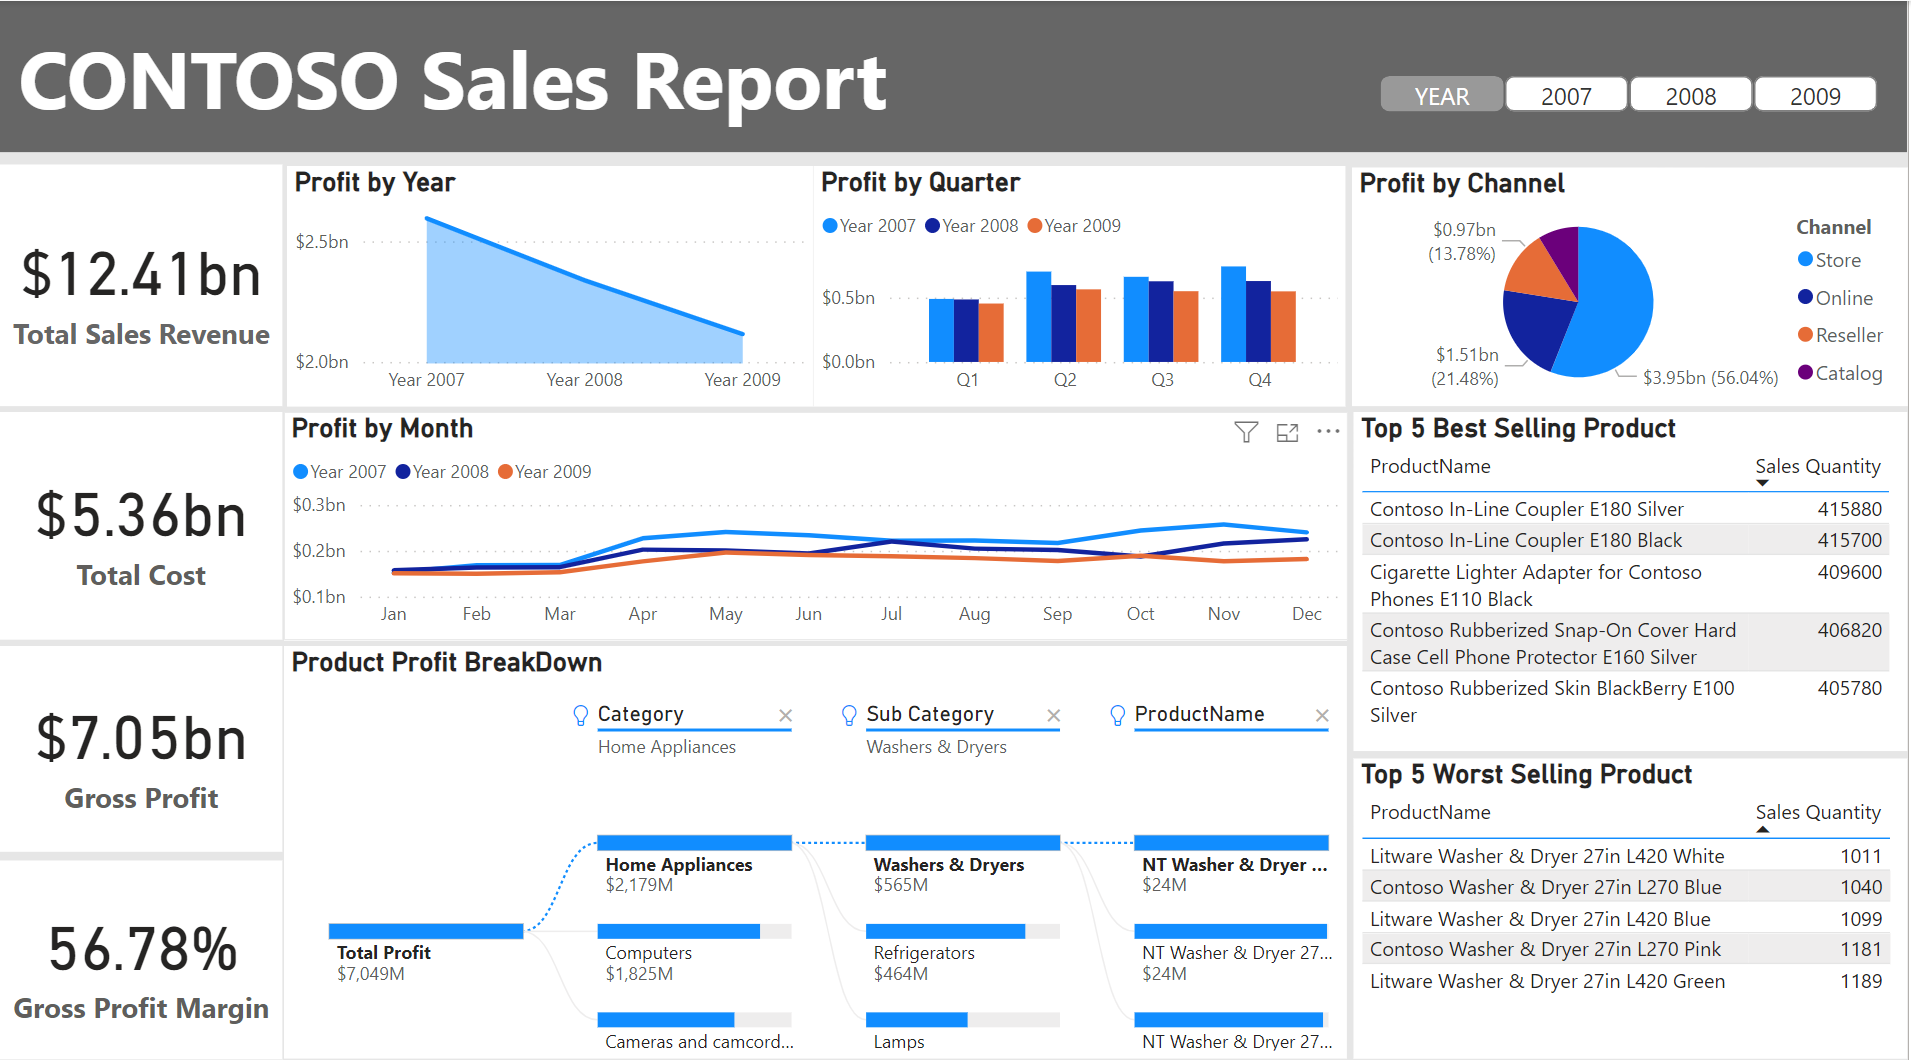 CONTOSO Sales Report
YEAR
2007
2008
2009
$12.41bn
Total Sales Revenue
$5.36bn
Total Cost
$7.05bn
Gross Profit
56.78%
Gross Profit Margin
Profit by Year
$2.5bn
$2.0bn
Year 2007
Year 2008
Year 2009
Profit by Quarter
Year 2007
Year 2008
Year 2009
$0.5bn
$0.0bn
Q1
Q2
Q3
Q4
Profit by Channel
$0.97bn
(13.78%)
$1.51bn
(21.48%)
$3.95bn (56.04%)
Channel
Store
Online
Reseller
Catalog
Profit by Month
Year 2007
Year 2008
Year 2009
$0.3bn
$0.2bn
$0.1bn
Jan
Feb
Mar
Apr
May
Jun
Jul
Aug
Sep
Oct
Nov
Dec
Top 5 Best Selling Product
ProductName
Sales Quantity
Contoso In-Line Coupler E180 Silver
415880
Contoso In-Line Coupler E180 Black
415700
Cigarette Lighter Adapter for Contoso
Phones E110 Black
409600
Contoso Rubberized Snap-On Cover Hard
Case Cell Phone Protector E160 Silver
406820
Contoso Rubberized Skin BlackBerry E100
Silver
405780
Product Profit BreakDown
Category
Home Appliances
Sub Category
Washers & Dryers
ProductName
Total Profit
$7,049M
Home Appliances
$2,179M
Computers
$1,825M
Cameras and camcord...
Washers & Dryers
$565M
Refrigerators
$464M
Lamps
NT Washer & Dryer ...
$24M
NT Washer & Dryer 27...
$24M
NT Washer & Dryer 27...
Top 5 Worst Selling Product
ProductName
Sales Quantity
Litware Washer & Dryer 27in L420 White
1011
Contoso Washer & Dryer 27in L270 Blue
1040
Litware Washer & Dryer 27in L420 Blue
1099
Contoso Washer & Dryer 27in L270 Pink
1181
Litware Washer & Dryer 27in L420 Green
1189